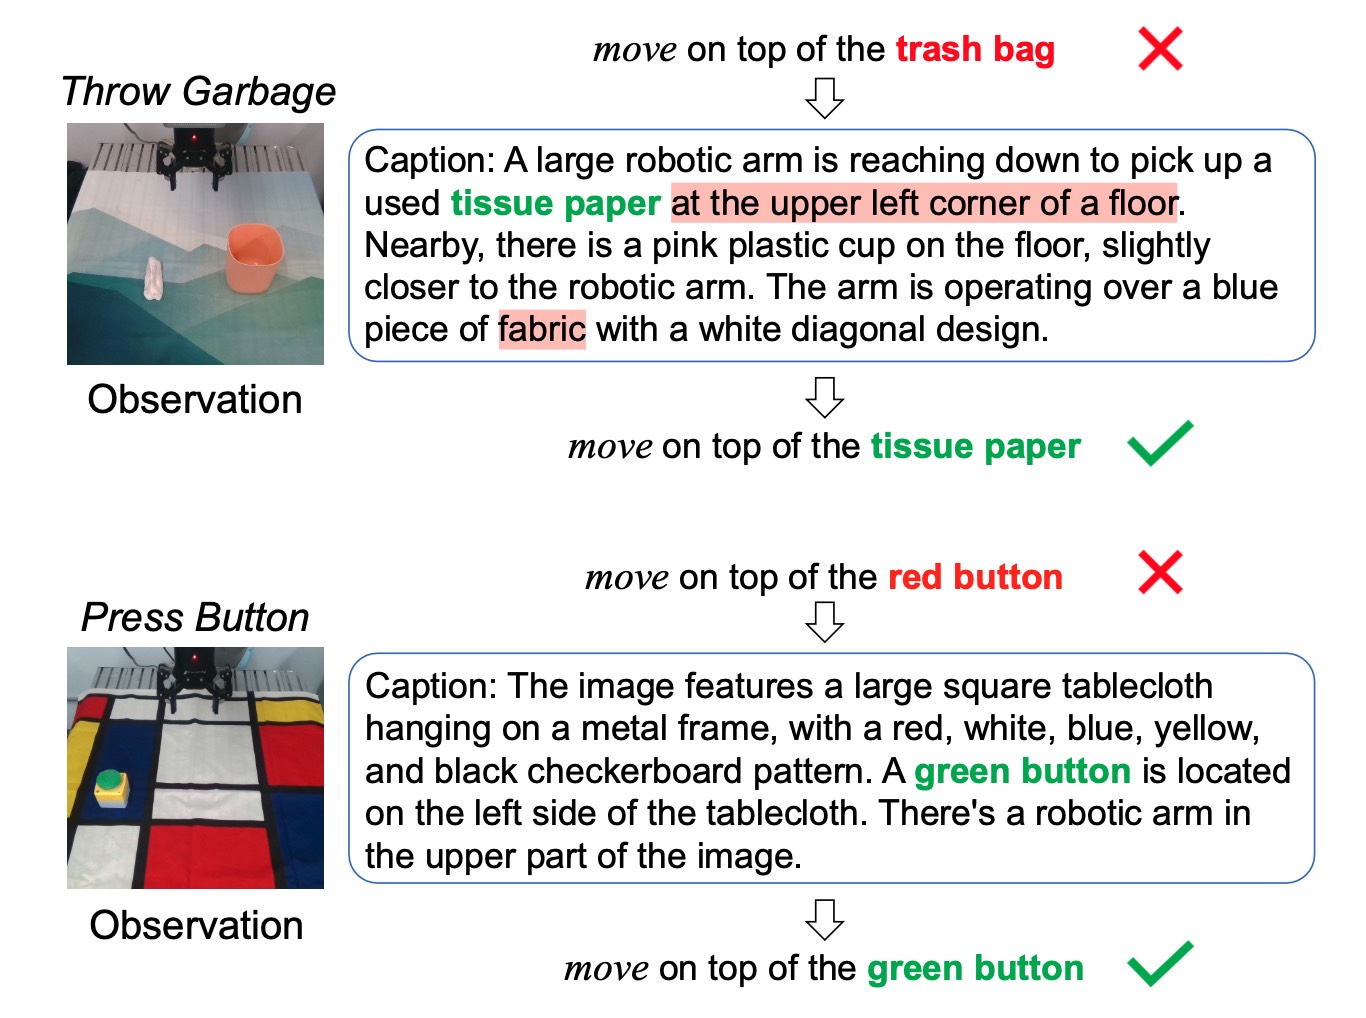 move on top of the trash bag
Throw Garbage
Caption: A large robotic arm is reaching down to pick up a
used tissue paper at the upper left corner of a floor.
Nearby, there is a pink plastic cup on the floor, slightly
closer to the robotic arm. The arm is operating over a blue
piece of fabric with a white diagonal design.
Observation
move on top of the tissue paper
move on top of the red button
Press Button
Caption: The image features a large square tablecloth
hanging on a metal frame, with a red, white, blue, yellow,
and black checkerboard pattern. A green button is located
on the left side of the tablecloth. There's a robotic arm in
the upper part of the image.
Observation
move on top of the green button